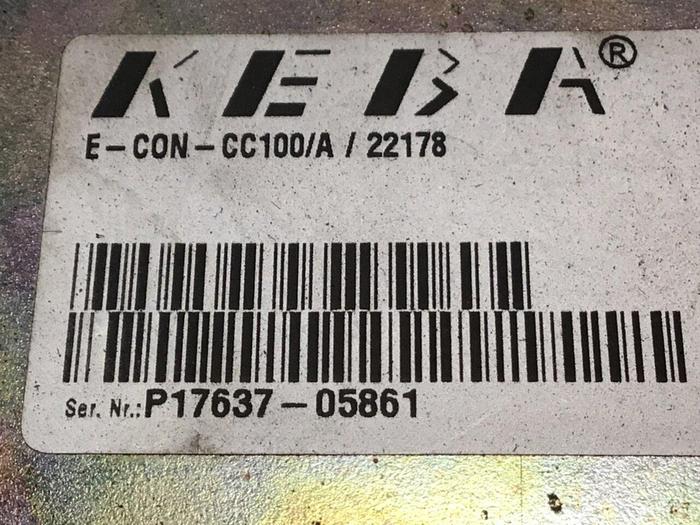 KEBA®
E-CON-CC100/A / 22178
Ser. Nr.: P17637-05861